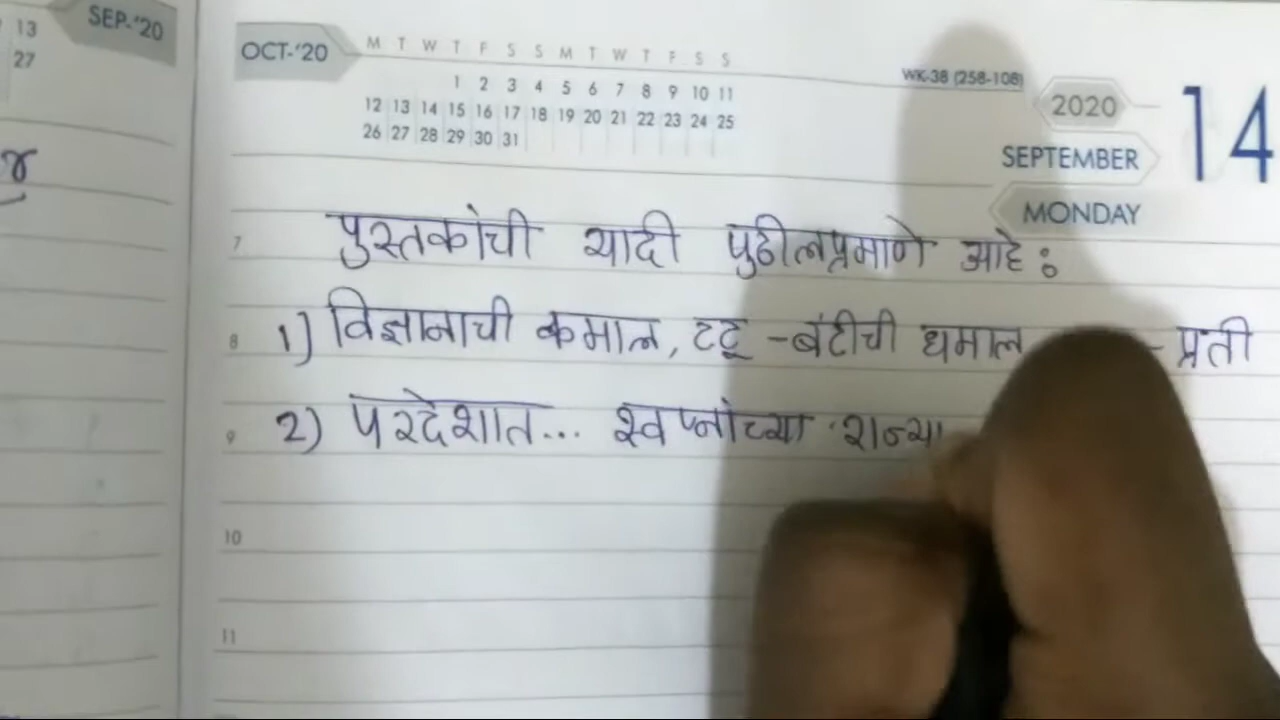 13
27
SEP-'20
OCT-'20
M T W T F S S M T W T F S S
1 2 3 4 5 6 7 8 9 10 11
12 13 14 15 16 17 18 19 20 21 22 23 24 25
26 27 28 29 30 31
WK-38 (258-108)
2020
SEPTEMBER
14
MONDAY
7 पुस्तकांची यादी पुढीलप्रमाणे आहे :
8 1) विज्ञानाची कमाल, टटू - बंटीची धमाल - प्रती
9 2) परदेशात... स्वप्नांच्या राज्या
10
11